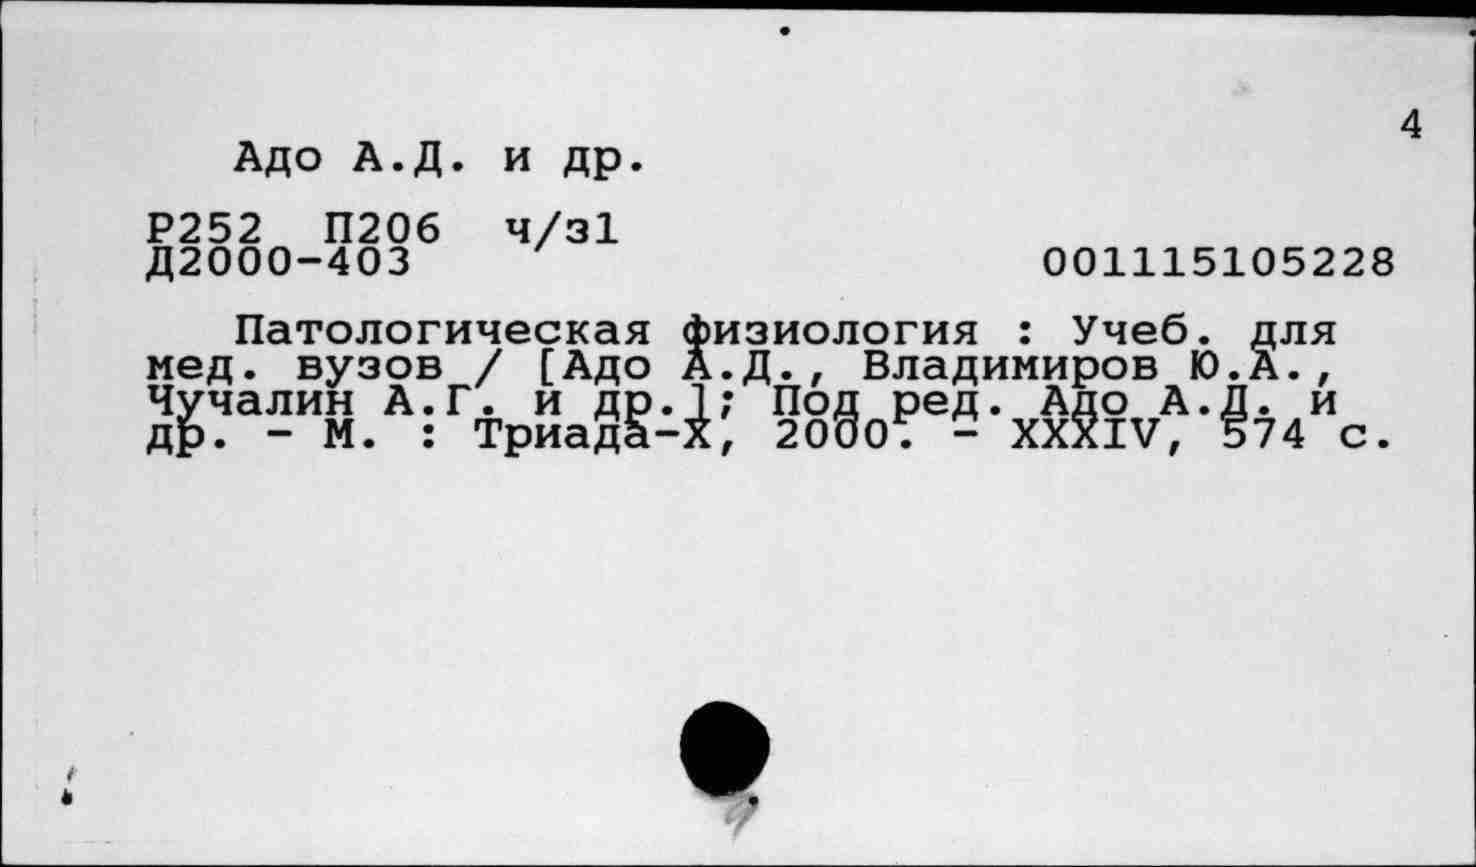 4
Адо А.Д. и др.
Р252 П206 ч/з1
Д2000-403 001115105228
Патологическая физиология : Учеб. для
мед. вузов / [Адо А.Д., Владимиров Ю.А.,
Чучалин А.Г. и др.]; Под ред. Адо А.Д. и
др. - М. : Триада-Х, 2000. - XXXIV, 574 с.